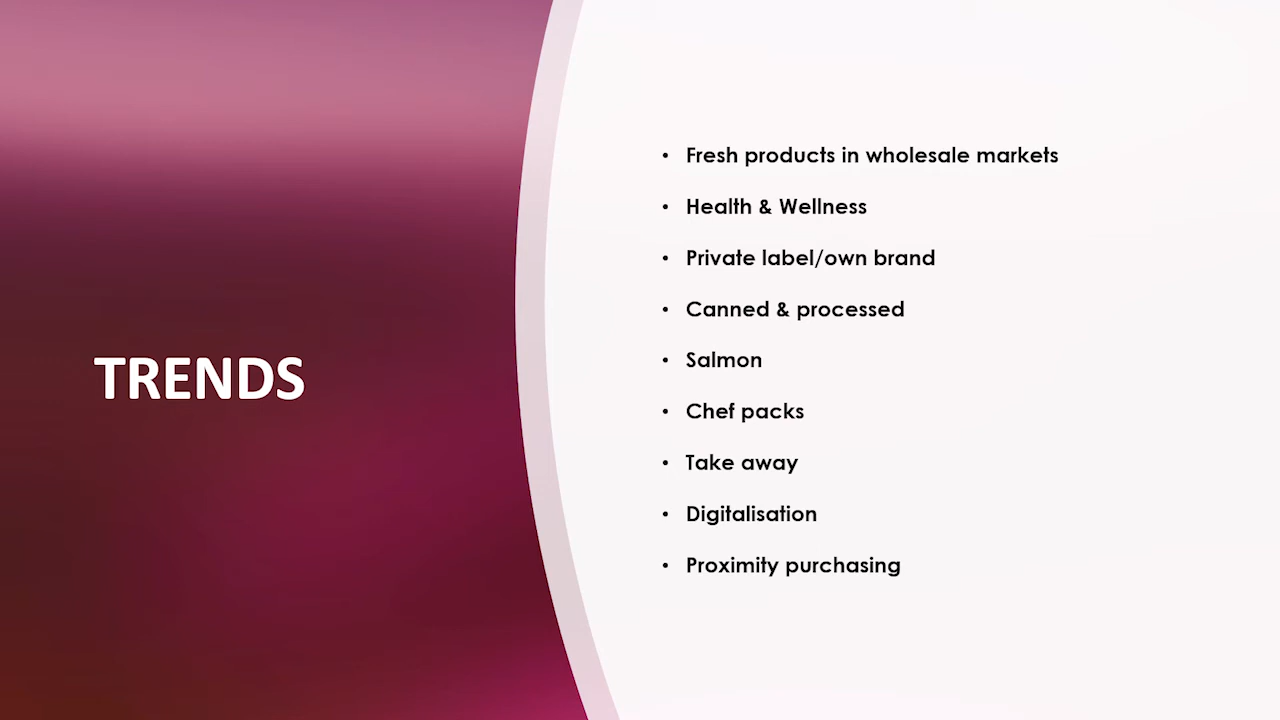 TRENDS
• Fresh products in wholesale markets
• Health & Wellness
• Private label/own brand
• Canned & processed
• Salmon
• Chef packs
• Take away
• Digitalisation
• Proximity purchasing